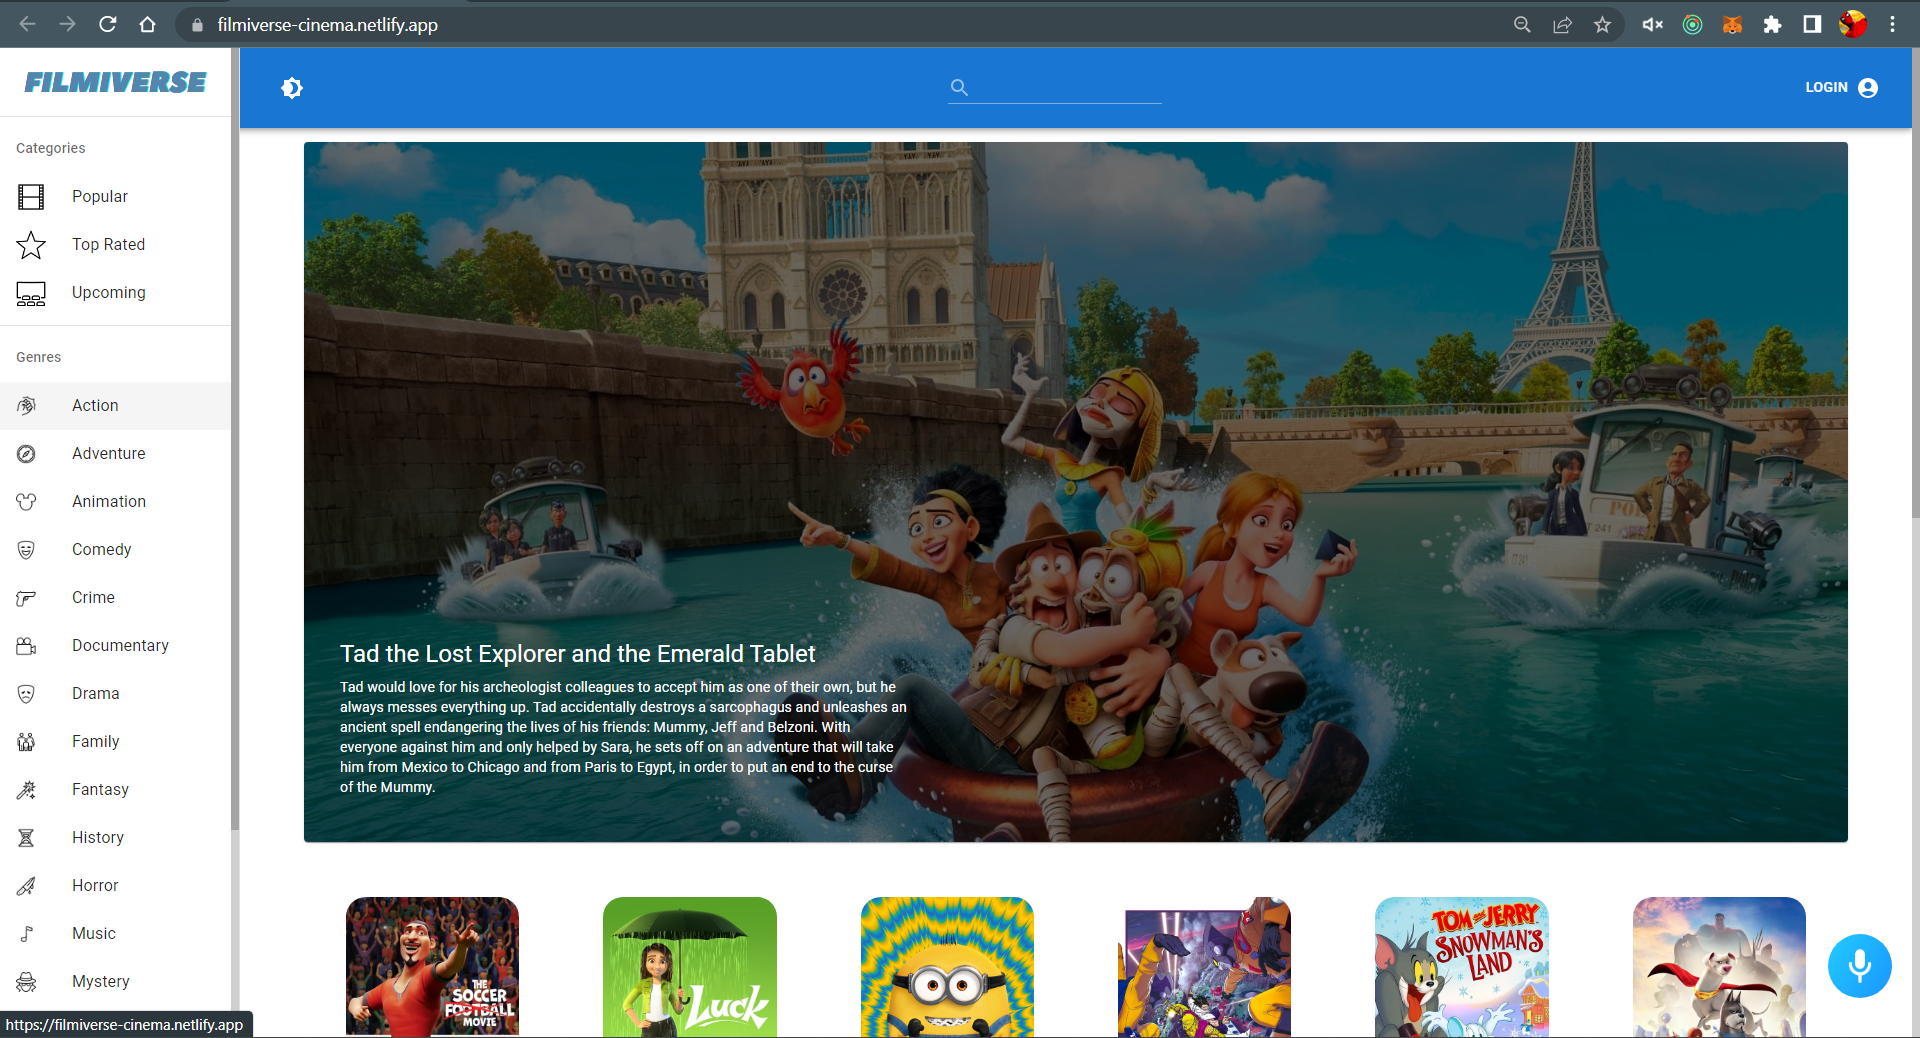 filmiverse-cinema.netlify.app
FILMIVERSE
LOGIN
Categories
Popular
Top Rated
Upcoming
Genres
Action
Adventure
Animation
Comedy
Crime
Documentary
Drama
Family
Fantasy
History
Horror
Music
Mystery
https://filmiverse-cinema.netlify.app
Tad the Lost Explorer and the Emerald Tablet
Tad would love for his archeologist colleagues to accept him as one of their own, but he
always messes everything up. Tad accidentally destroys a sarcophagus and unleashes an
ancient spell endangering the lives of his friends: Mummy, Jeff and Belzoni. With
everyone against him and only helped by Sara, he sets off on an adventure that will take
him from Mexico to Chicago and from Paris to Egypt, in order to put an end to the curse
of the Mummy.
THE
SOCCER
FOOTBALL
MOVIE
Luck
TOM AND JERRY
SNOWMAN'S
LAND